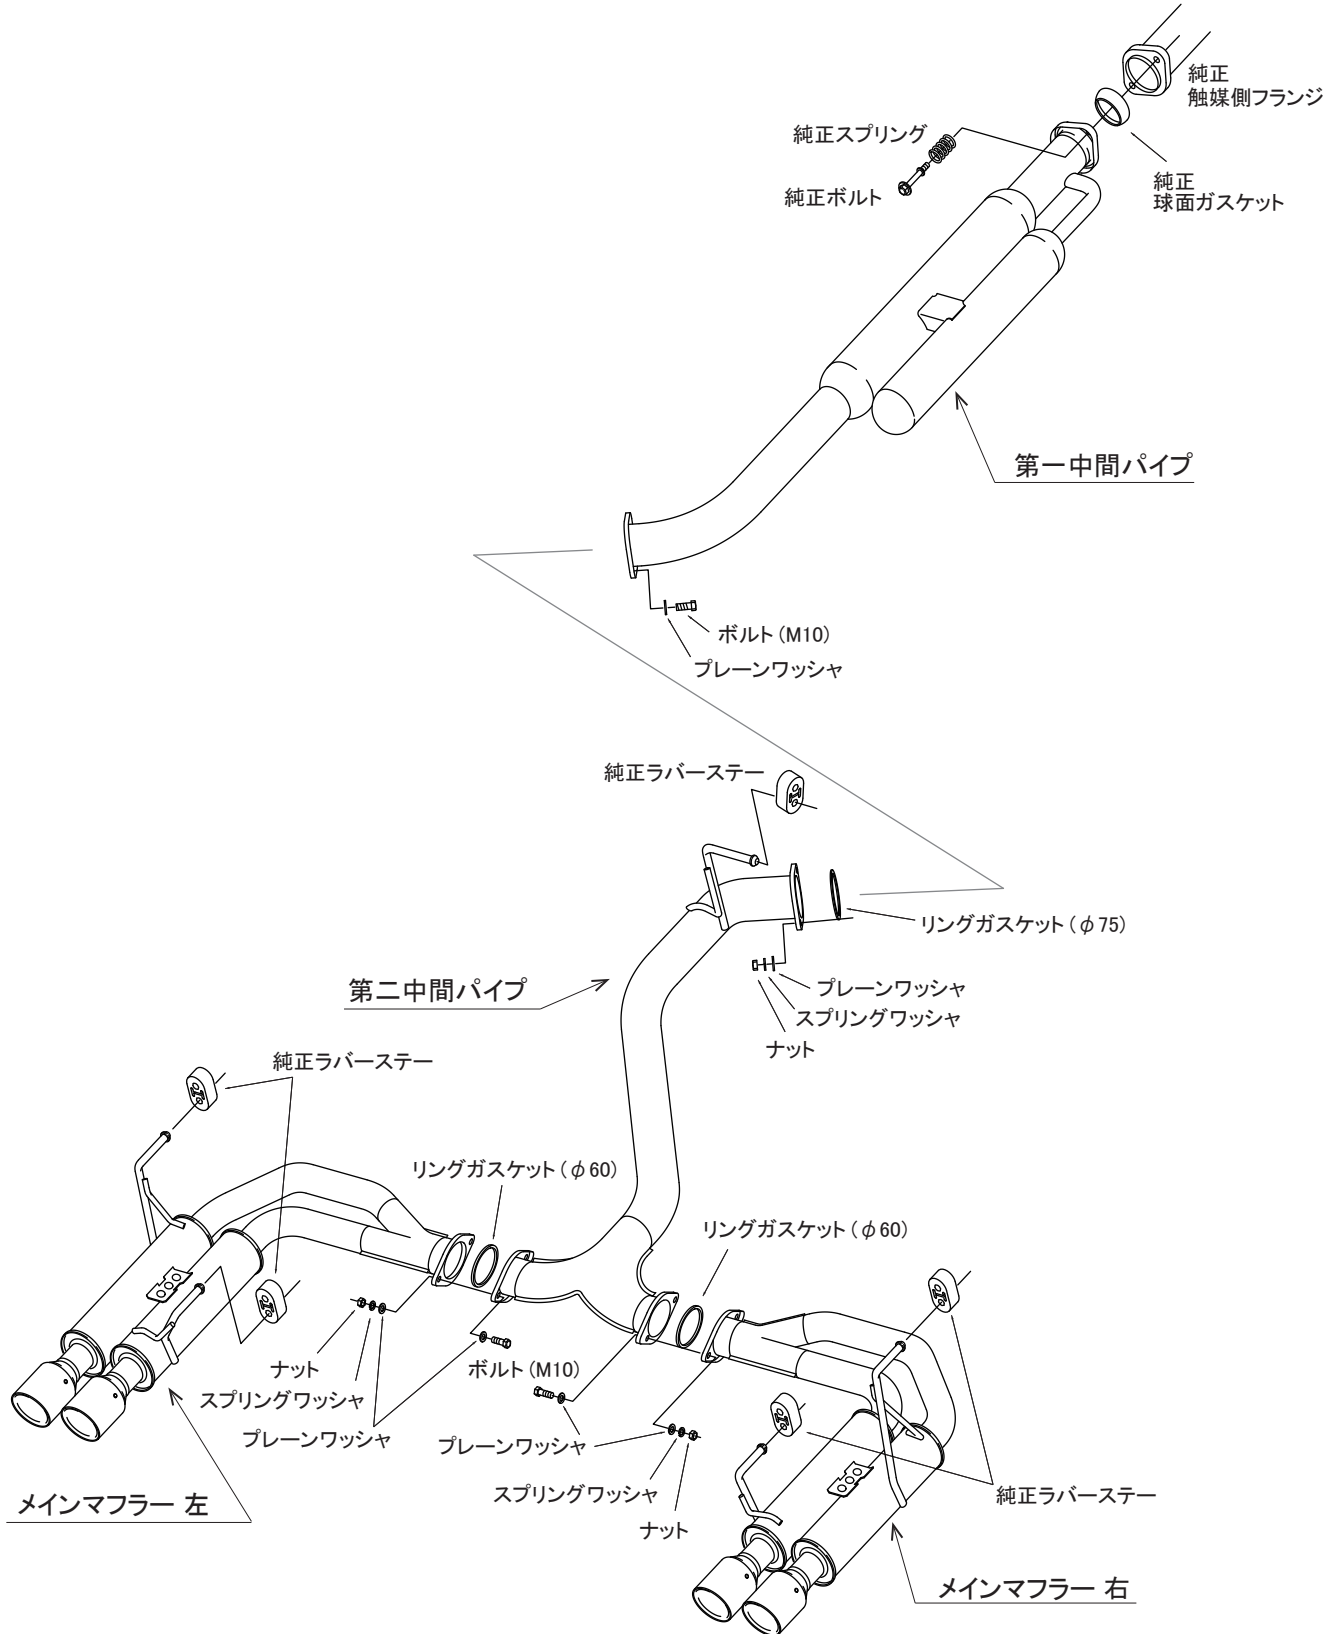 純正
触媒側フランジ
純正スプリング
純正ボルト
純正
球面ガスケット
第一中間パイプ
ボルト(M10)
プレーンワッシャ
純正ラバーステー
リングガスケット(φ75)
第二中間パイプ
プレーンワッシャ
スプリングワッシャ
ナット
純正ラバーステー
リングガスケット(φ60)
リングガスケット(φ60)
ナット
ボルト(M10)
スプリングワッシャ
プレーンワッシャ
プレーンワッシャ
スプリングワッシャ
ナット
純正ラバーステー
メインマフラー 左
メインマフラー 右